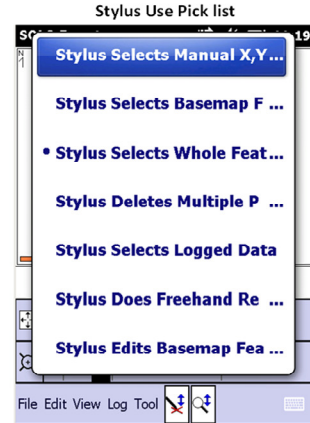 Stylus Use Pick list
Stylus Selects Manual X,Y...
Stylus Selects Basemap F ...
• Stylus Selects Whole Feat...
Stylus Deletes Multiple P ...
Stylus Selects Logged Data
Stylus Does Freehand Re ...
Stylus Edits Basemap Fea ...
File Edit View Log Tool